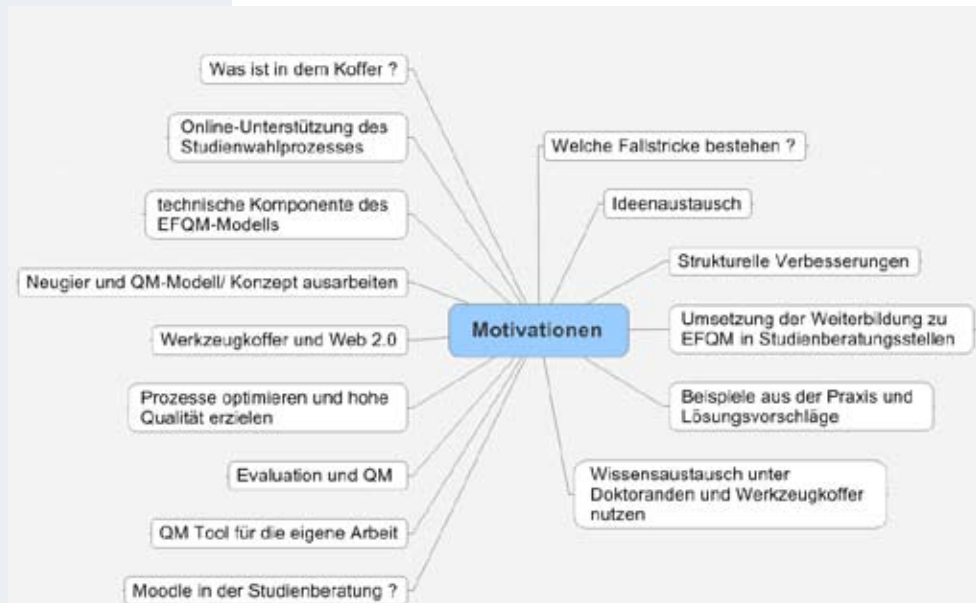 Was ist in dem Koffer ?
Online-Unterstützung des
Studienwahlprozesses
technische Komponente des
EFQM-Modells
Neugier und QM-Modell/ Konzept ausarbeiten
Werkzeugkoffer und Web 2.0
Prozesse optimieren und hohe
Qualität erzielen
Evaluation und QM
QM Tool für die eigene Arbeit
Moodle in der Studienberatung ?
Motivationen
Welche Fallstricke bestehen ?
Ideenaustausch
Strukturelle Verbesserungen
Umsetzung der Weiterbildung zu
EFQM in Studienberatungsstellen
Beispiele aus der Praxis und
Lösungsvorschläge
Wissensaustausch unter
Doktoranden und Werkzeugkoffer
nutzen